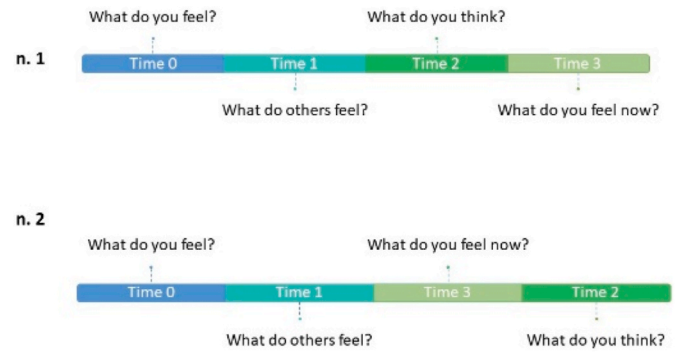 What do you feel?
What do you think?
n. 1
Time 0
Time 1
Time 2
Time 3
What do others feel?
What do you feel now?
n. 2
What do you feel?
What do you feel now?
Time 0
Time 1
Time 3
Time 2
What do others feel?
What do you think?